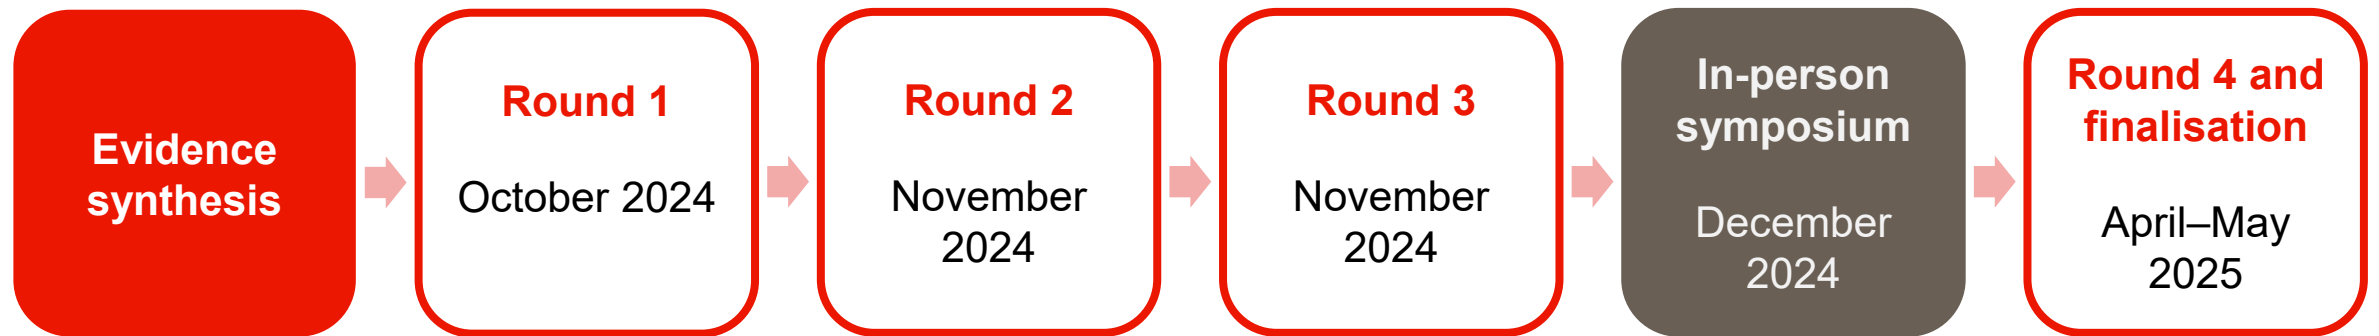 Evidence
synthesis
Round 1
October 2024
Round 2
November
2024
Round 3
November
2024
In-person
symposium
December
2024
Round 4 and
finalisation
April–May
2025